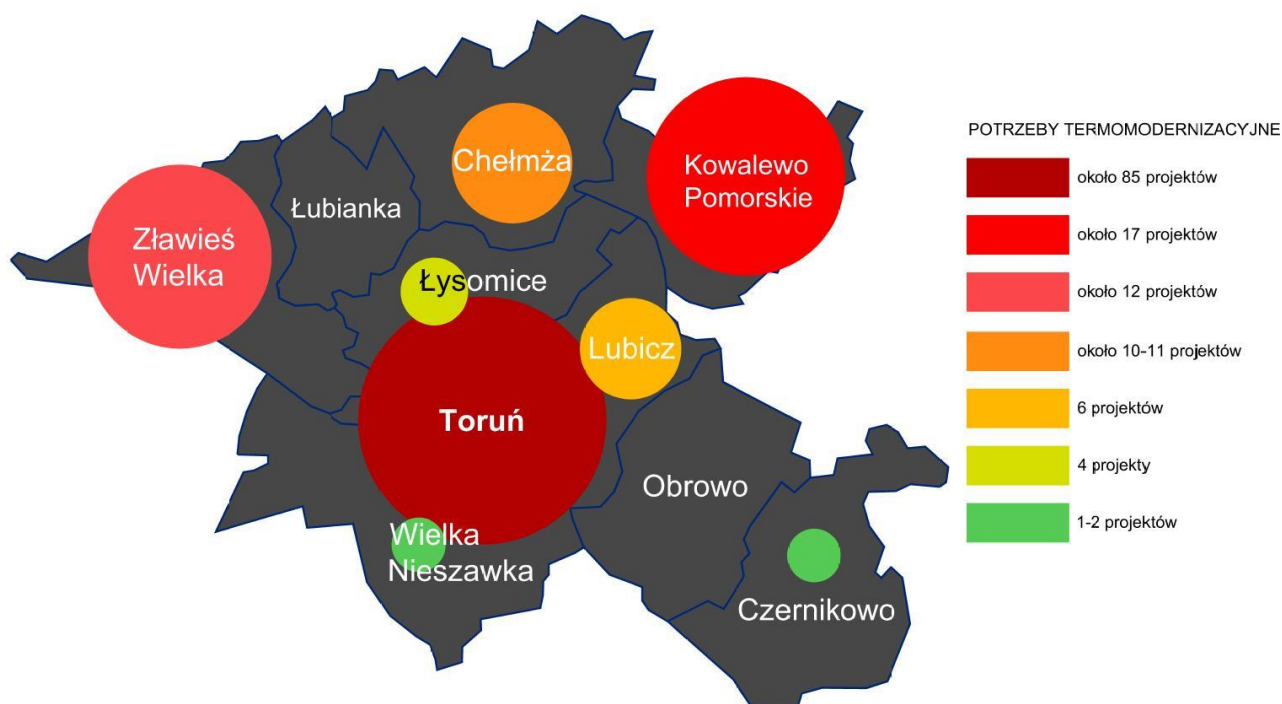 POTRZEBY TERMOMODERNIZACYJNE
około 85 projektów
około 17 projektów
około 12 projektów
około 10-11 projektów
6 projektów
4 projekty
1-2 projektów
Chełmża
Kowalewo
Pomorskie
Łubianka
Zławieś
Wielka
Łysomice
Lubicz
Toruń
Obrowo
Wielka
Nieszawka
Czernikowo